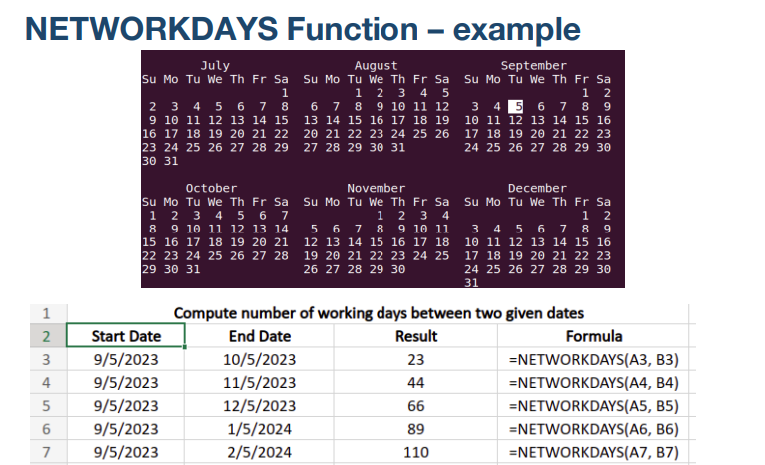 NETWORKDAYS Function – example
July August September
Su Mo Tu We Th Fr Sa Su Mo Tu We Th Fr Sa Su Mo Tu We Th Fr Sa
1 1 2 3 4 5 1 2
2 3 4 5 6 7 8 6 7 8 9 10 11 12 3 4 5 6 7 8 9
9 10 11 12 13 14 15 13 14 15 16 17 18 19 10 11 12 13 14 15 16
16 17 18 19 20 21 22 20 21 22 23 24 25 26 17 18 19 20 21 22 23
23 24 25 26 27 28 29 27 28 29 30 31 24 25 26 27 28 29 30
30 31
October November December
Su Mo Tu We Th Fr Sa Su Mo Tu We Th Fr Sa Su Mo Tu We Th Fr Sa
1 2 3 4 5 6 7 1 2 3 4 1 2
8 9 10 11 12 13 14 5 6 7 8 9 10 11 3 4 5 6 7 8 9
15 16 17 18 19 20 21 12 13 14 15 16 17 18 10 11 12 13 14 15 16
22 23 24 25 26 27 28 19 20 21 22 23 24 25 17 18 19 20 21 22 23
29 30 31 26 27 28 29 30 24 25 26 27 28 29 30
31
1 Compute number of working days between two given dates
2 Start Date End Date Result Formula
3 9/5/2023 10/5/2023 23 =NETWORKDAYS(A3, B3)
4 9/5/2023 11/5/2023 44 =NETWORKDAYS(A4, B4)
5 9/5/2023 12/5/2023 66 =NETWORKDAYS(A5, B5)
6 9/5/2023 1/5/2024 89 =NETWORKDAYS(A6, B6)
7 9/5/2023 2/5/2024 110 =NETWORKDAYS(A7, B7)